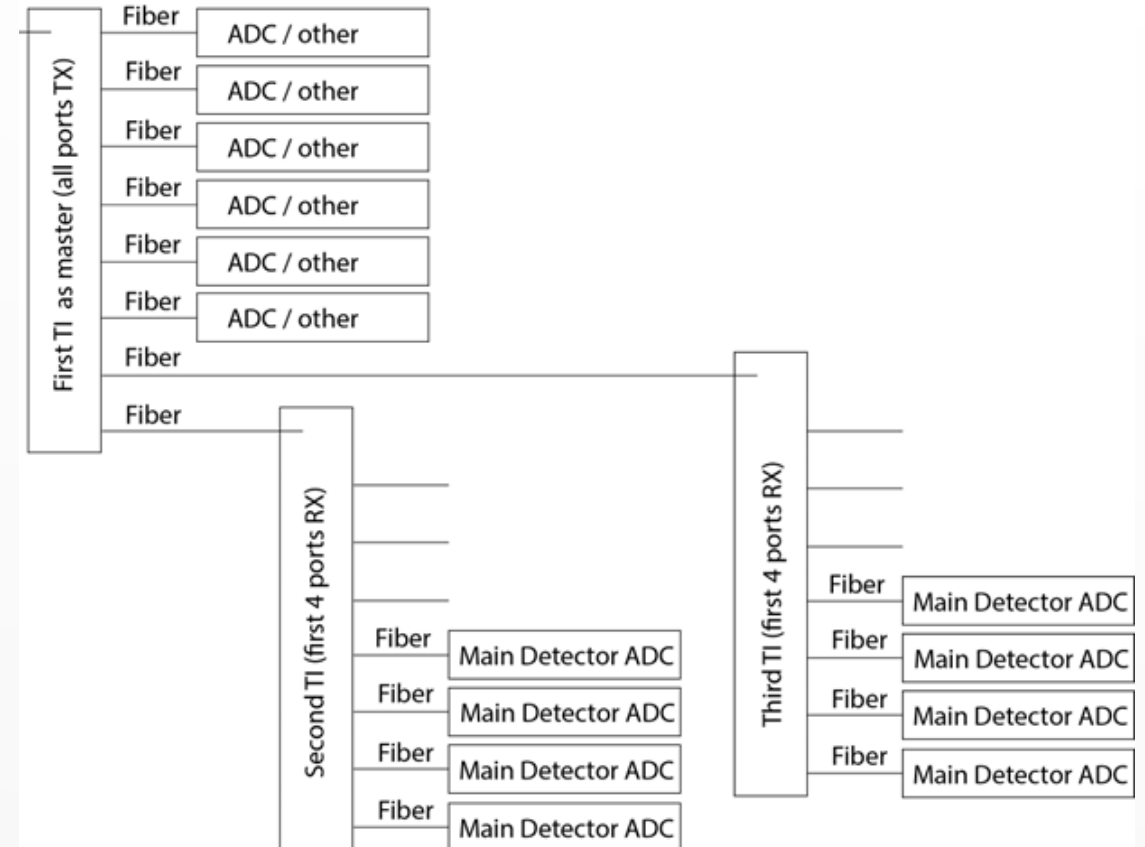 First TI as master (all ports TX)
Fiber
ADC / other
Fiber
ADC / other
Fiber
ADC / other
Fiber
ADC / other
Fiber
ADC / other
Fiber
ADC / other
Fiber
Fiber
Second TI (first 4 ports RX)
Fiber
Main Detector ADC
Fiber
Main Detector ADC
Fiber
Main Detector ADC
Fiber
Main Detector ADC
Third TI (first 4 ports RX)
Fiber
Main Detector ADC
Fiber
Main Detector ADC
Fiber
Main Detector ADC
Fiber
Main Detector ADC